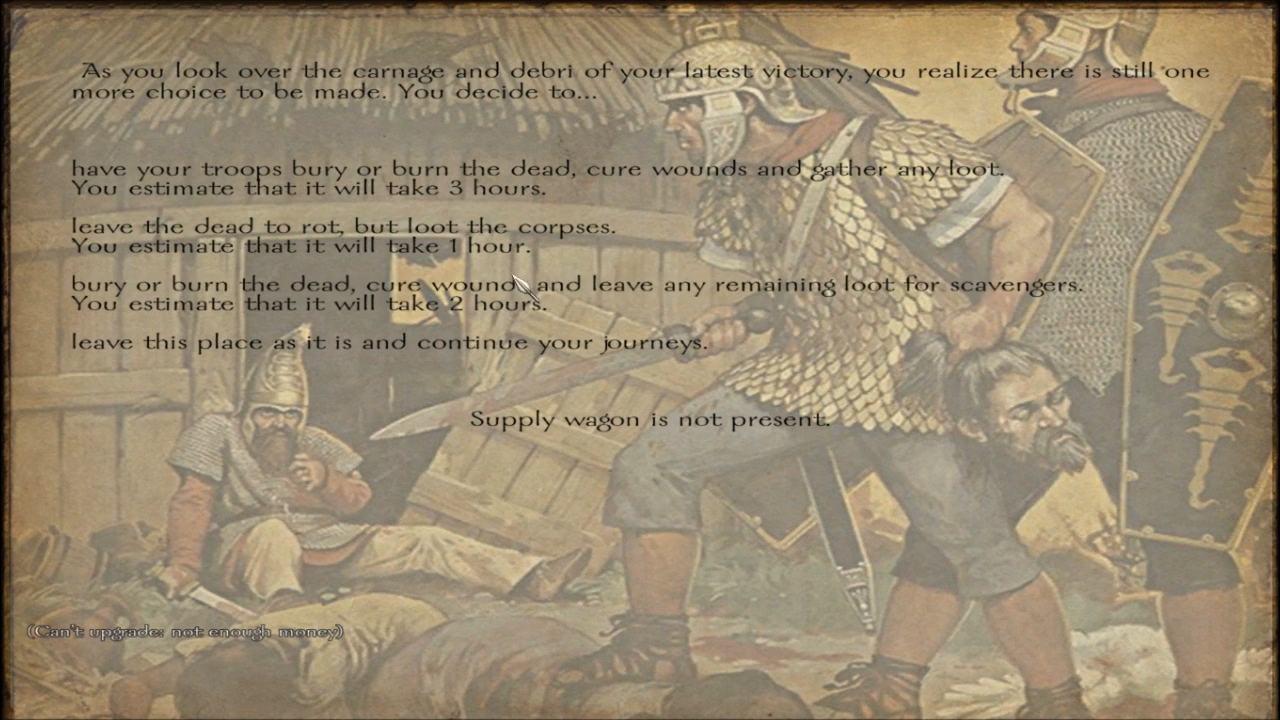 As you look over the carnage and debri of your latest victory, you realize there is still one
more choice to be made. You decide to...
have your troops bury or burn the dead, cure wounds and gather any loot.
You estimate that it will take 3 hours.
leave the dead to rot, but loot the corpses.
You estimate that it will take 1 hour.
bury or burn the dead, cure wounds and leave any remaining loot for scavengers.
You estimate that it will take 2 hours.
leave this place as it is and continue your journeys.
Supply wagon is not present.
(Can't upgrade: not enough money)